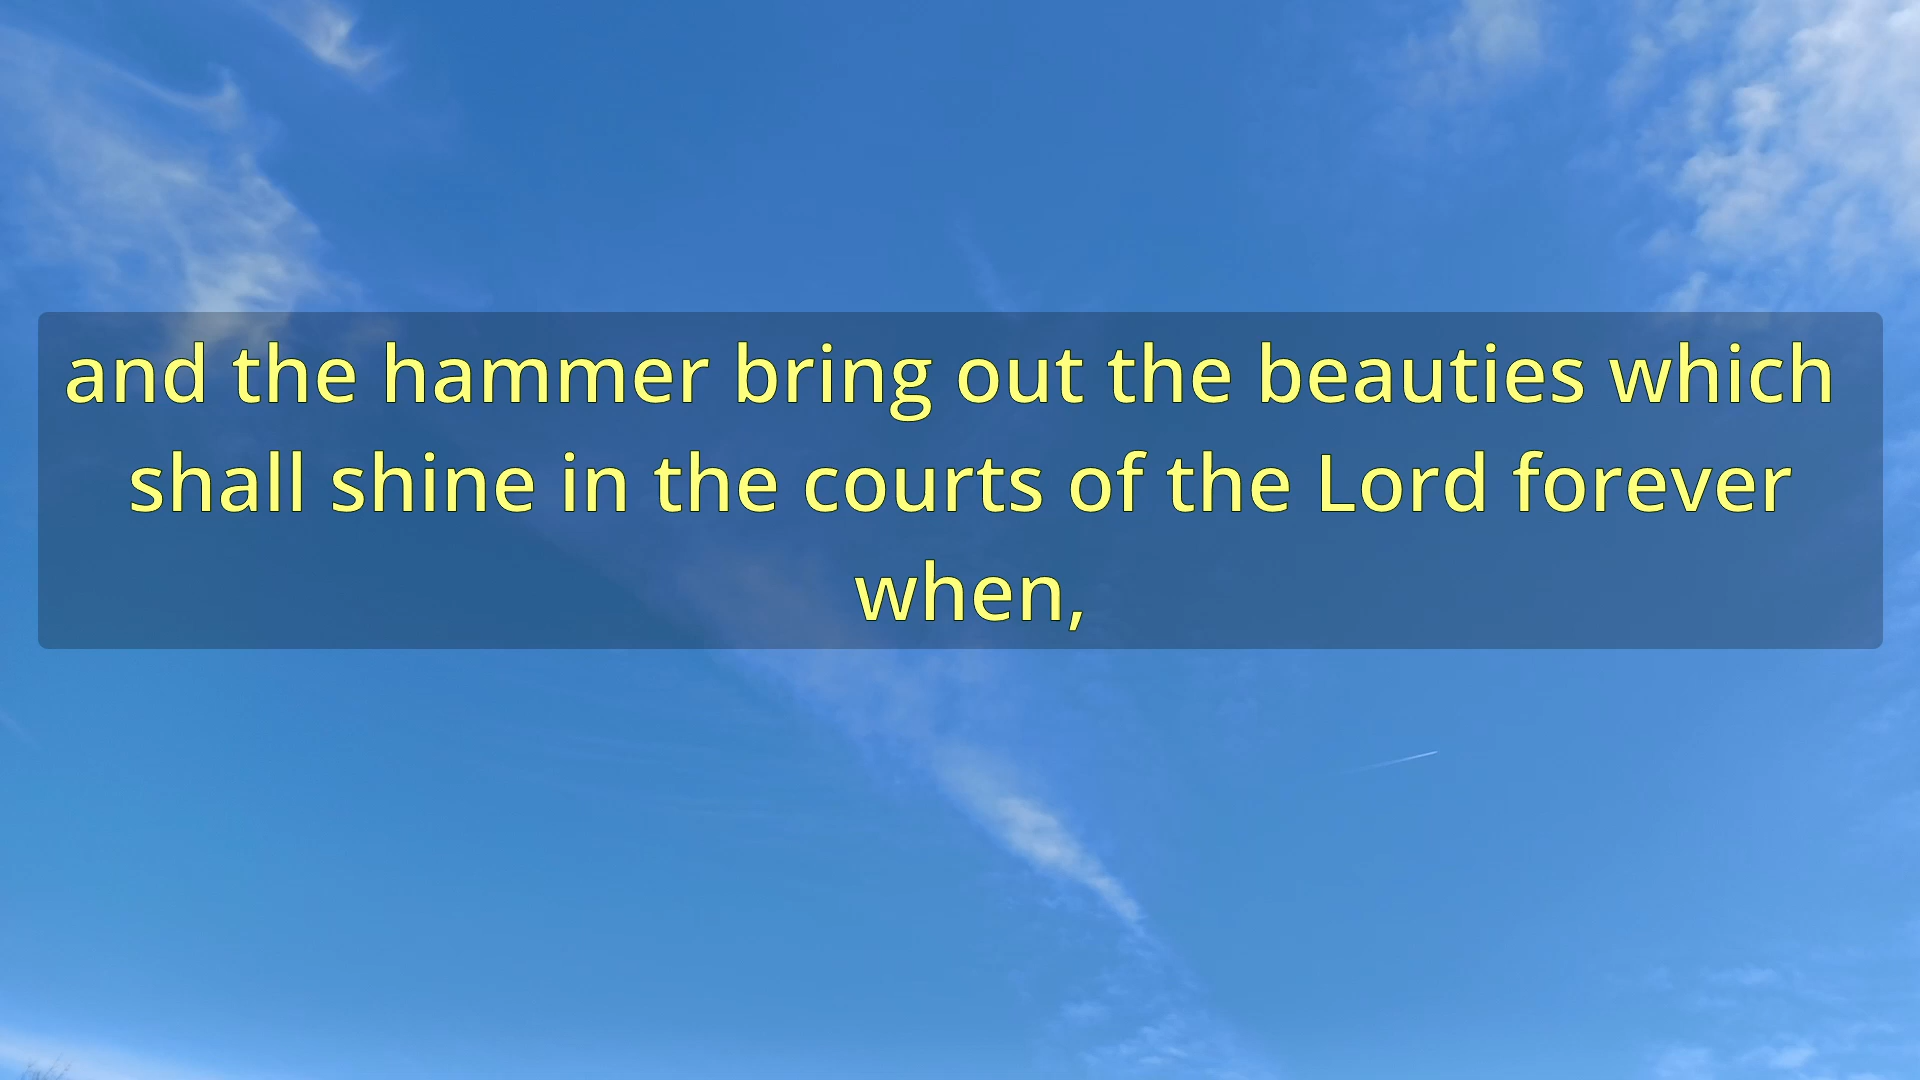 and the hammer bring out the beauties which
shall shine in the courts of the Lord forever
when,